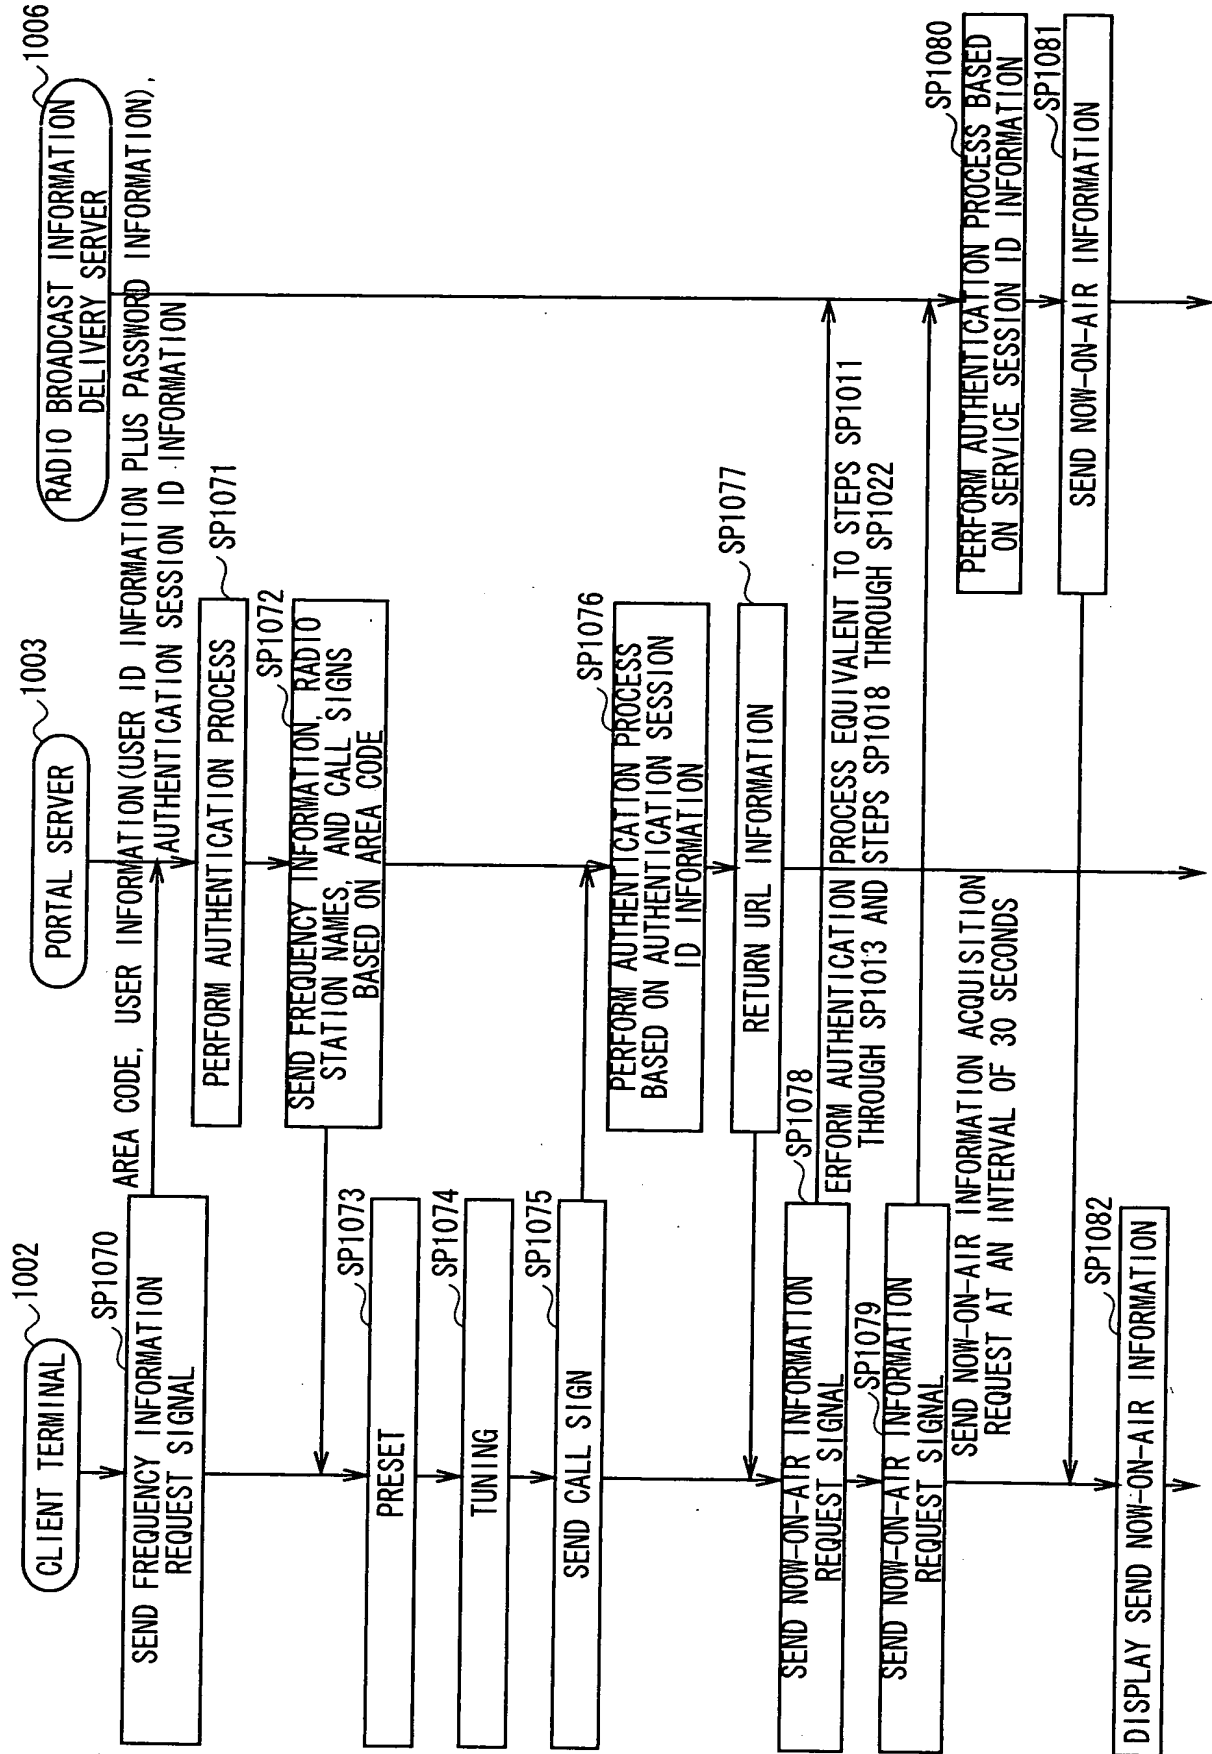 CLIENT TERMINAL
1002
PORTAL SERVER
1003
RADIO BROADCAST INFORMATION
DELIVERY SERVER
1006
SP1070
SEND FREQUENCY INFORMATION
REQUEST SIGNAL
AREA CODE, USER INFORMATION(USER ID INFORMATION PLUS PASSWORD INFORMATION),
AUTHENTICATION SESSION ID INFORMATION
SP1071
PERFORM AUTHENTICATION PROCESS
SP1072
SEND FREQUENCY INFORMATION, RADIO
STATION NAMES, AND CALL SIGNS
BASED ON AREA CODE
SP1073
PRESET
SP1074
TUNING
SP1075
SEND CALL SIGN
SP1076
PERFORM AUTHENTICATION PROCESS
BASED ON AUTHENTICATION SESSION
ID INFORMATION
SP1077
RETURN URL INFORMATION
SP1078
SEND NOW-ON-AIR INFORMATION
REQUEST SIGNAL
ERFORM AUTHENTICATION PROCESS EQUIVALENT TO STEPS SP1011
THROUGH SP1013 AND STEPS SP1018 THROUGH SP1022
SP1079
SEND NOW-ON-AIR INFORMATION
REQUEST SIGNAL
SEND NOW-ON-AIR INFORMATION ACQUISITION
REQUEST AT AN INTERVAL OF 30 SECONDS
SP1080
PERFORM AUTHENTICATION PROCESS BASED
ON SERVICE SESSION ID INFORMATION
SP1081
SEND NOW-ON-AIR INFORMATION
SP1082
DISPLAY SEND NOW-ON-AIR INFORMATION